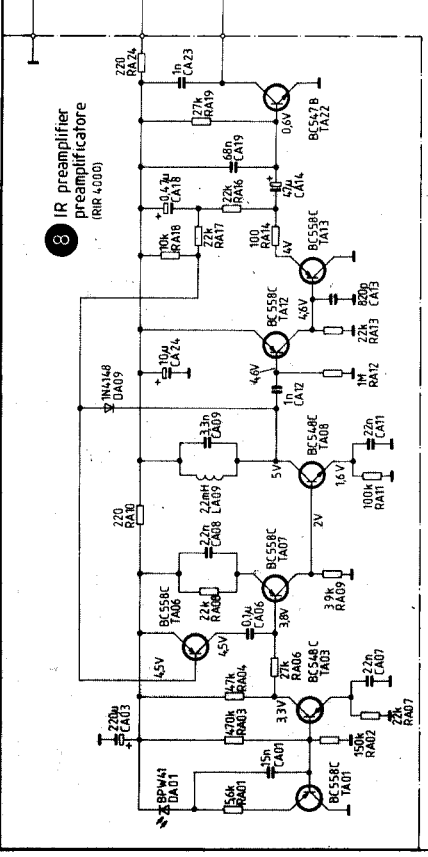 8
IR preamplifier
preamplificatore
(RIR 4000)
220
RA24
1n
CA23
27k
RA19
BC547B
TA22
0,6V
68n
CA19
0,47µ
CA18
+
22k
RA16
+
47µ
CA14
10k
RA18
22k
RA17
100
RA14
4V
BC558C
TA13
820p
CA13
BC558C
TA12
4,6V
22k
RA13
10µ
CA24
+
4,6V
1n
CA12
1M
RA12
1N4148
DA09
3,3n
CA09
22mH
LA09
5V
BC548C
TA08
1,6V
22n
CA11
100k
RA11
220
RA10
2,2n
CA08
22k
RA08
BC558C
TA07
2V
3,9k
RA09
BC558C
TA06
4,5V
4,5V
0,1µ
CA06
3,8V
27k
RA06
47k
RA04
BC548C
TA03
3,3V
22n
CA07
22k
RA07
220µ
CA03
+
470k
RA03
150k
RA02
BPW41
DA01
15n
CA01
56k
RA01
BC558C
TA01